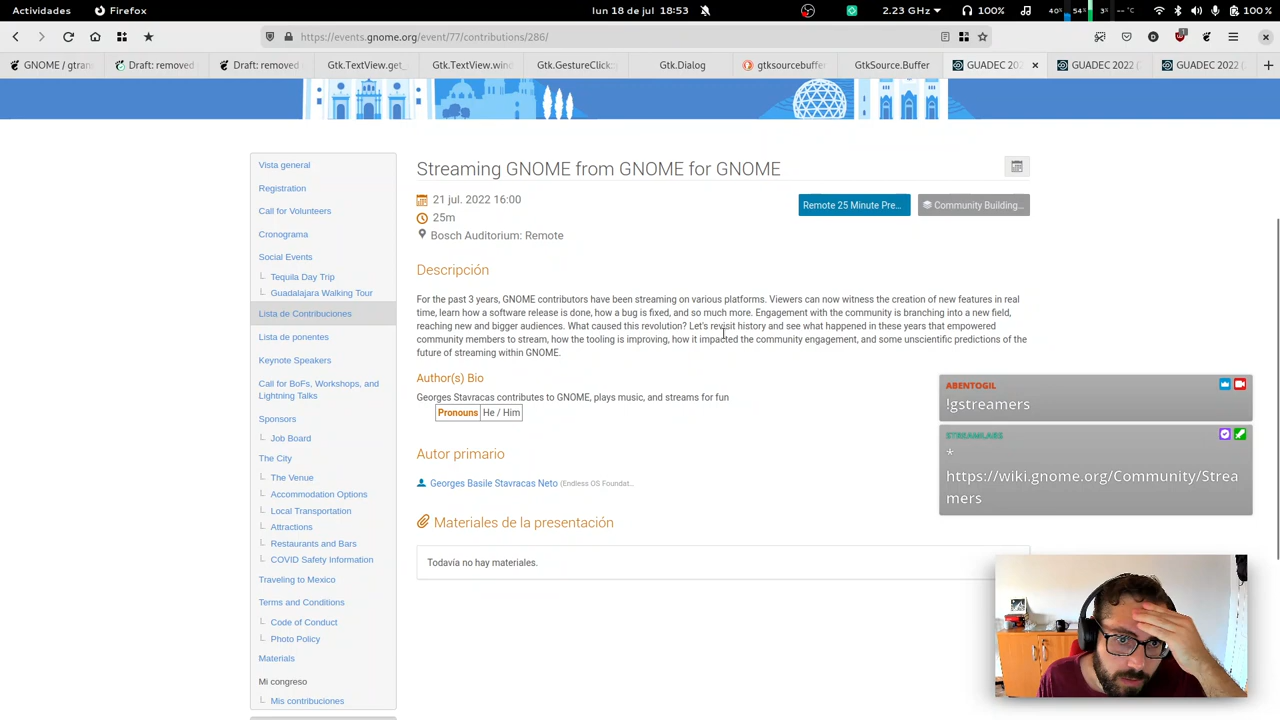 Actividades
Firefox
lun 18 de jul 18:53
2.23 GHz
100%
40%
54%
3%
--°C
100 %
https://events.gnome.org/event/77/contributions/286/
GNOME / gtran
Draft: removed
Draft: removed
Gtk.TextView.get_
Gtk.TextView.wind
Gtk.GestureClick::
Gtk.Dialog
gtksourcebuffer
GtkSource.Buffer
GUADEC 202
GUADEC 2022 (
GUADEC 2022 (
Vista general
Registration
Call for Volunteers
Cronograma
Social Events
Tequila Day Trip
Guadalajara Walking Tour
Lista de Contribuciones
Lista de ponentes
Keynote Speakers
Call for BoFs, Workshops, and
Lightning Talks
Sponsors
Job Board
The City
The Venue
Accommodation Options
Local Transportation
Attractions
Restaurants and Bars
COVID Safety Information
Traveling to Mexico
Terms and Conditions
Code of Conduct
Photo Policy
Materials
Mi congreso
Mis contribuciones
Streaming GNOME from GNOME for GNOME
21 jul. 2022 16:00
25m
Bosch Auditorium: Remote
Remote 25 Minute Pre...
Community Building...
Descripción
For the past 3 years, GNOME contributors have been streaming on various platforms. Viewers can now witness the creation of new features in real
time, learn how a software release is done, how a bug is fixed, and so much more. Engagement with the community is branching into a new field,
reaching new and bigger audiences. What caused this revolution? Let's revisit history and see what happened in these years that empowered
community members to stream, how the tooling is improving, how it impacted the community engagement, and some unscientific predictions of the
future of streaming within GNOME.
Author(s) Bio
Georges Stavracas contributes to GNOME, plays music, and streams for fun
Pronouns He / Him
Autor primario
Georges Basile Stavracas Neto (Endless OS Foundat...
Materiales de la presentación
Todavía no hay materiales.
ABENTOGIL
!gstreamers
STREAMLABS
*
https://wiki.gnome.org/Community/Strea
mers